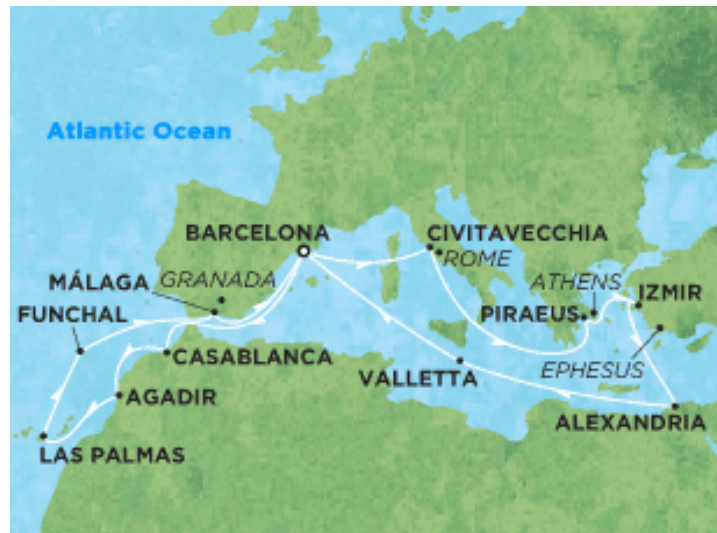 Atlantic Ocean
BARCELONA
CIVITAVECCHIA
ROME
MÁLAGA
GRANADA
ATHENS
IZMIR
FUNCHAL
PIRAEUS
CASABLANCA
EPHESUS
VALLETTA
AGADIR
ALEXANDRIA
LAS PALMAS